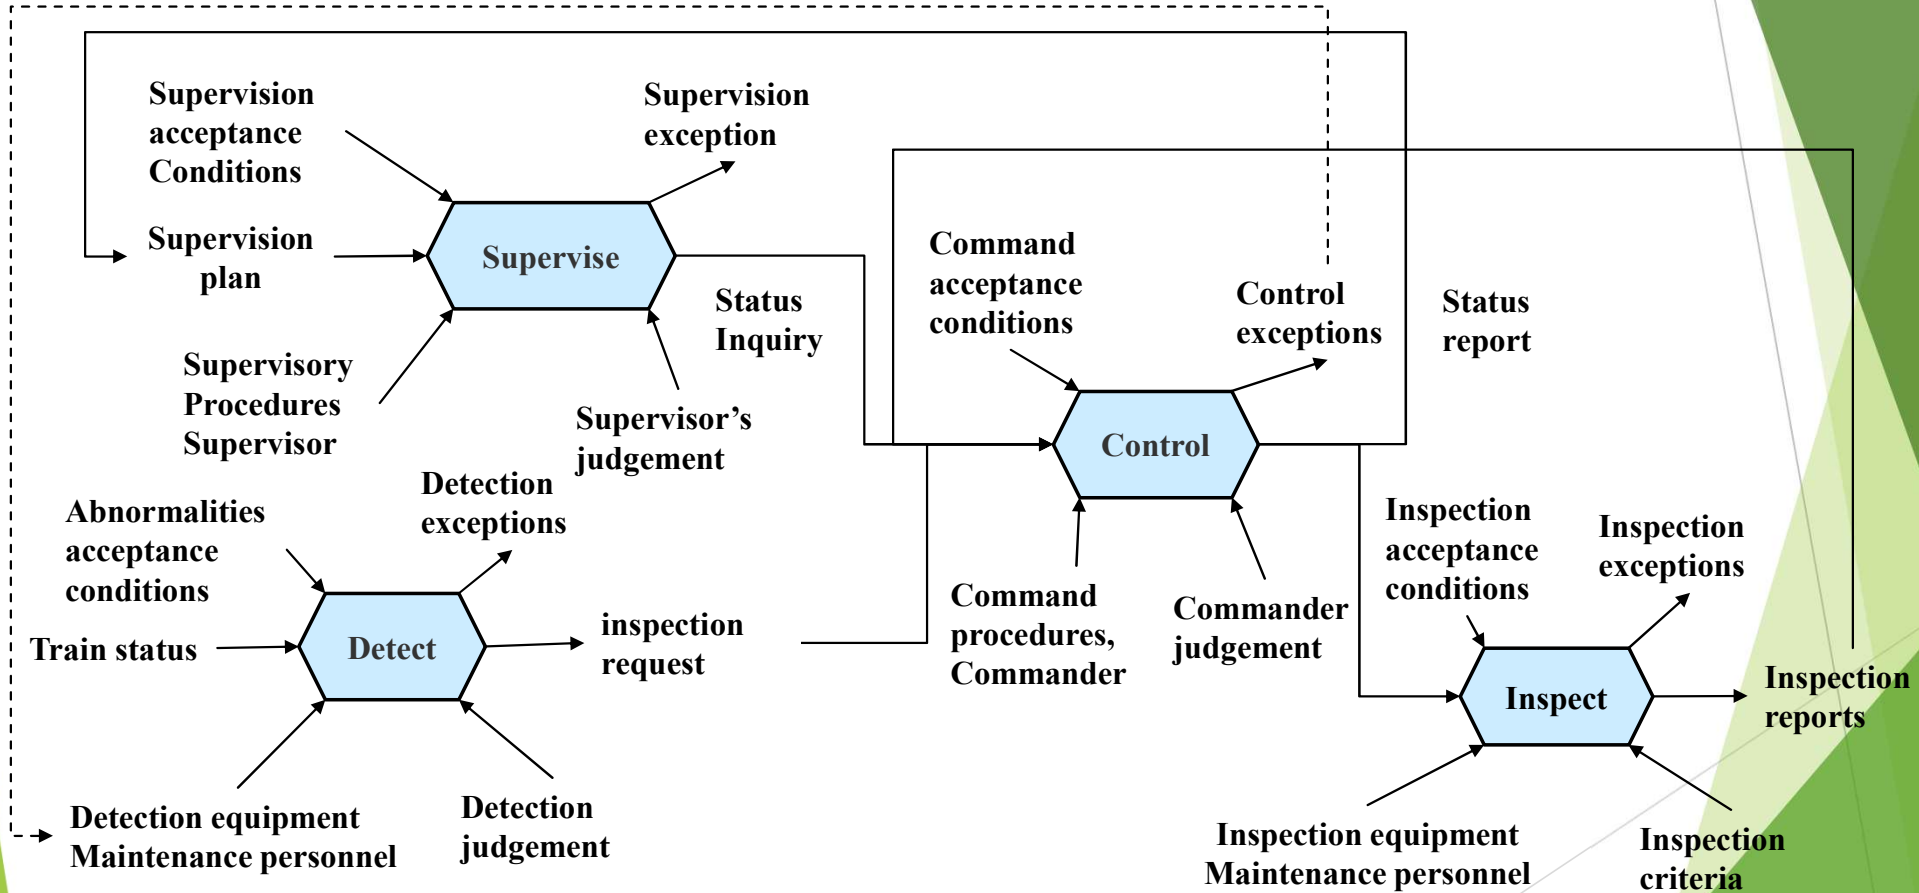 Supervision
acceptance
Conditions
Supervision
exception
Supervision
plan
Supervise
Status
Inquiry
Supervisory
Procedures
Supervisor
Supervisor’s
judgement
Command
acceptance
conditions
Control
exceptions
Status
report
Control
Command
procedures,
Commander
Commander
judgement
Abnormalities
acceptance
conditions
Detection
exceptions
Train status
Detect
inspection
request
Detection equipment
Maintenance personnel
Detection
judgement
Inspection
acceptance
conditions
Inspection
exceptions
Inspect
Inspection
reports
Inspection equipment
Maintenance personnel
Inspection
criteria